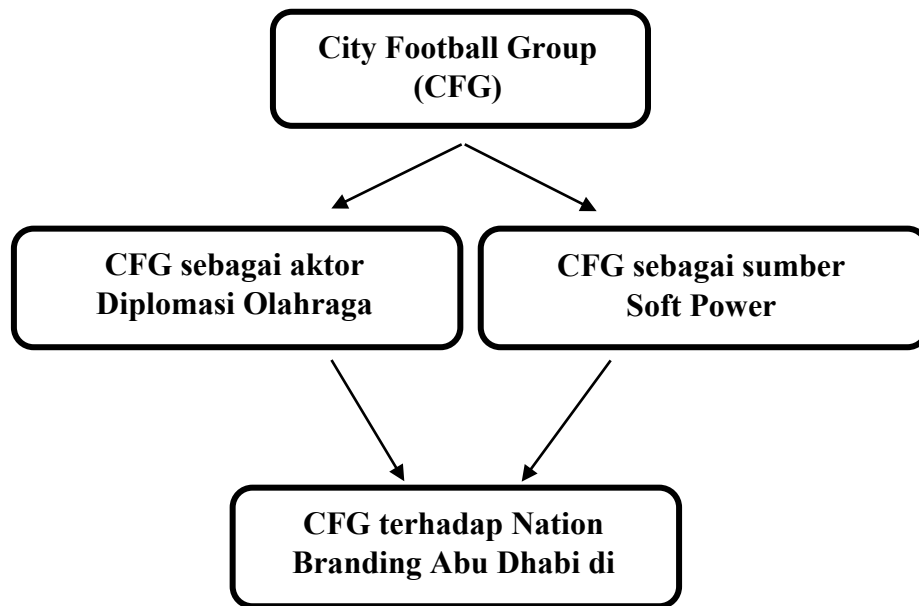 City Football Group
(CFG)
CFG sebagai aktor
Diplomasi Olahraga
CFG sebagai sumber
Soft Power
CFG terhadap Nation
Branding Abu Dhabi di